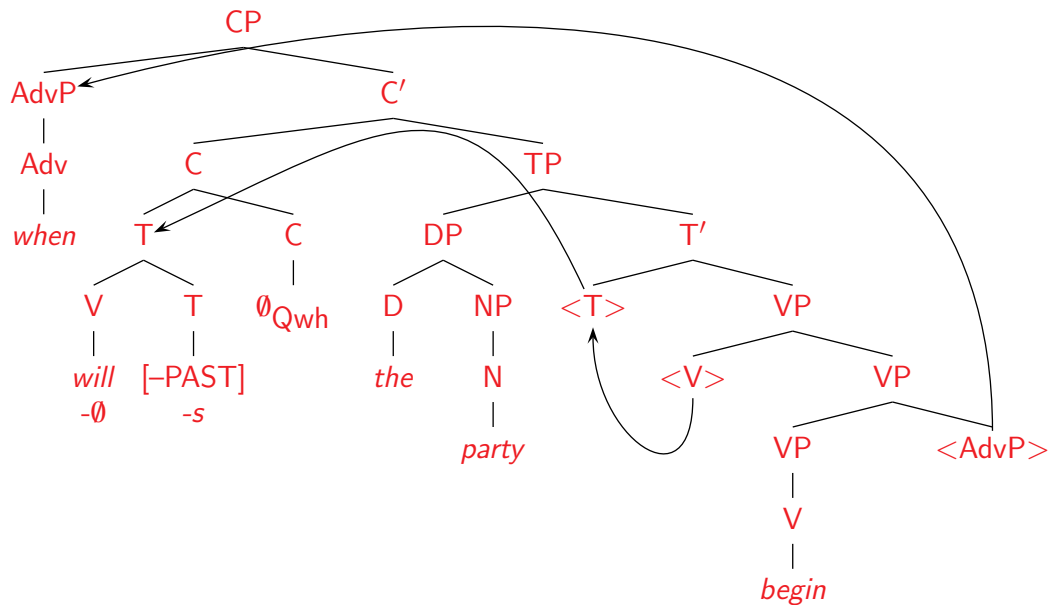 CP
AdvP C′
Adv C TP
when T C DP T′
V T ∅Qwh D NP <T> VP
will [–PAST] the N <V> VP
-∅ -s
party VP <AdvP>
V
begin